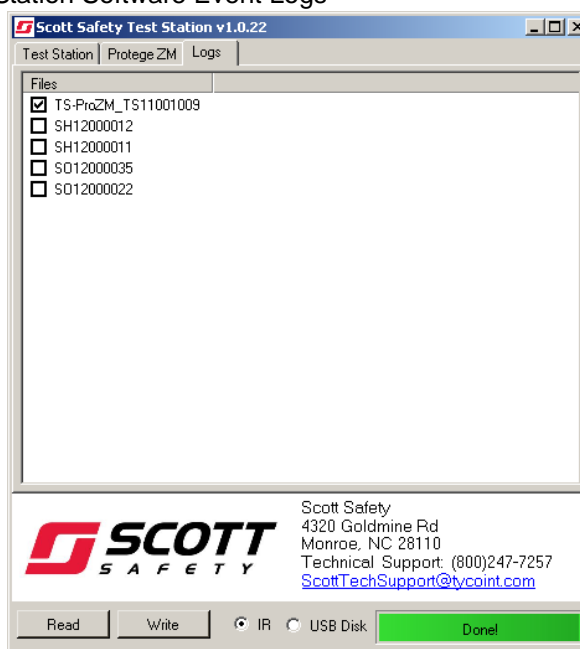 Station Software Event Logs
Scott Safety Test Station v1.0.22
Test Station Protege ZM Logs
Files
TS-ProZM_TS11001009
SH12000012
SH12000011
SO12000035
SO12000022
Scott Safety
4320 Goldmine Rd
Monroe, NC 28110
Technical Support: (800)247-7257
ScottTechSupport@tycoint.com
SCOTT
SAFETY
Read Write IR USB Disk Done!